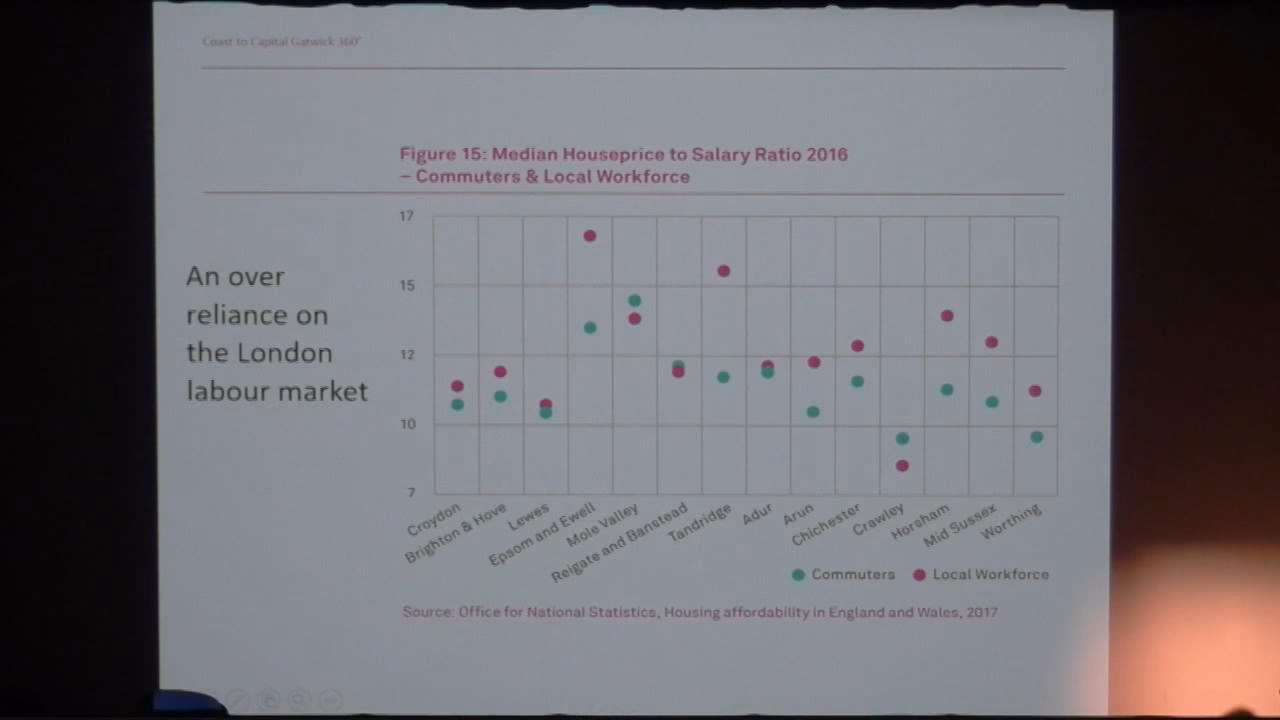 Coast to Capital Gatwick 360°
Figure 15: Median Houseprice to Salary Ratio 2016
– Commuters & Local Workforce
An over
reliance on
the London
labour market
17
15
12
10
7
Croydon
Brighton & Hove
Lewes
Epsom and Ewell
Mole Valley
Reigate and Banstead
Tandridge
Adur
Arun
Chichester
Crawley
Horsham
Mid Sussex
Worthing
Commuters
Local Workforce
Source: Office for National Statistics, Housing affordability in England and Wales, 2017